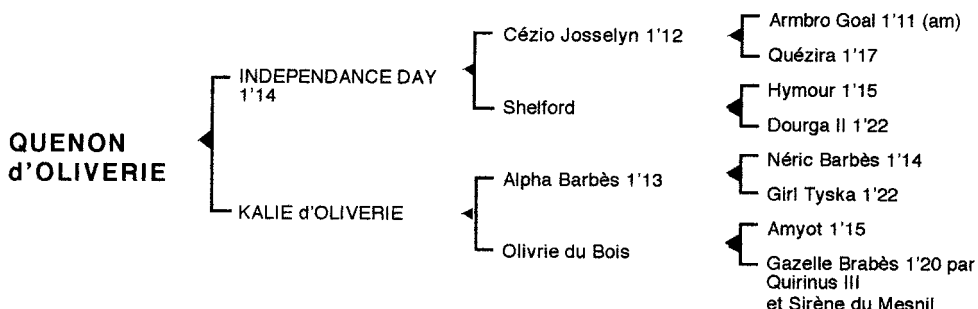 QUENON
d'OLIVERIE
INDEPENDANCE DAY
1'14
KALIE d'OLIVERIE
Cézio Josselyn 1'12
Shelford
Alpha Barbès 1'13
Olivrie du Bois
Armbro Goal 1'11 (am)
Quézira 1'17
Hymour 1'15
Dourga II 1'22
Néric Barbès 1'14
Girl Tyska 1'22
Amyot 1'15
Gazelle Brabès 1'20 par
Quirinus III
et Sirène du Mesnil